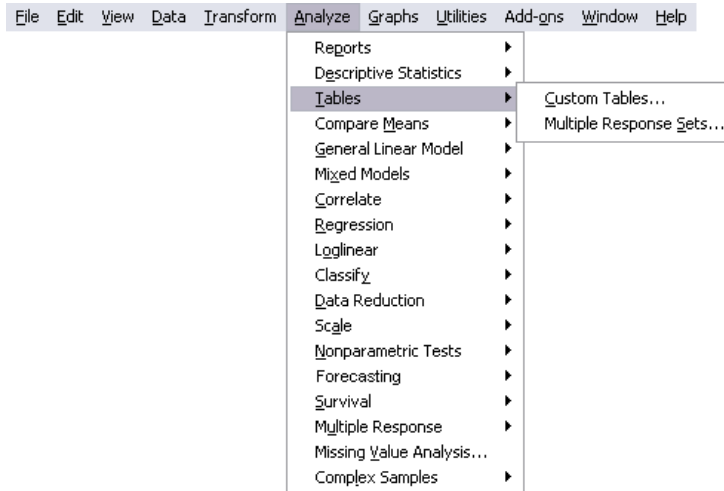 File Edit View Data Transform Analyze Graphs Utilities Add-ons Window Help
Reports
Descriptive Statistics
Tables
Custom Tables...
Multiple Response Sets...
Compare Means
General Linear Model
Mixed Models
Correlate
Regression
Loglinear
Classify
Data Reduction
Scale
Nonparametric Tests
Forecasting
Survival
Multiple Response
Missing Value Analysis...
Complex Samples